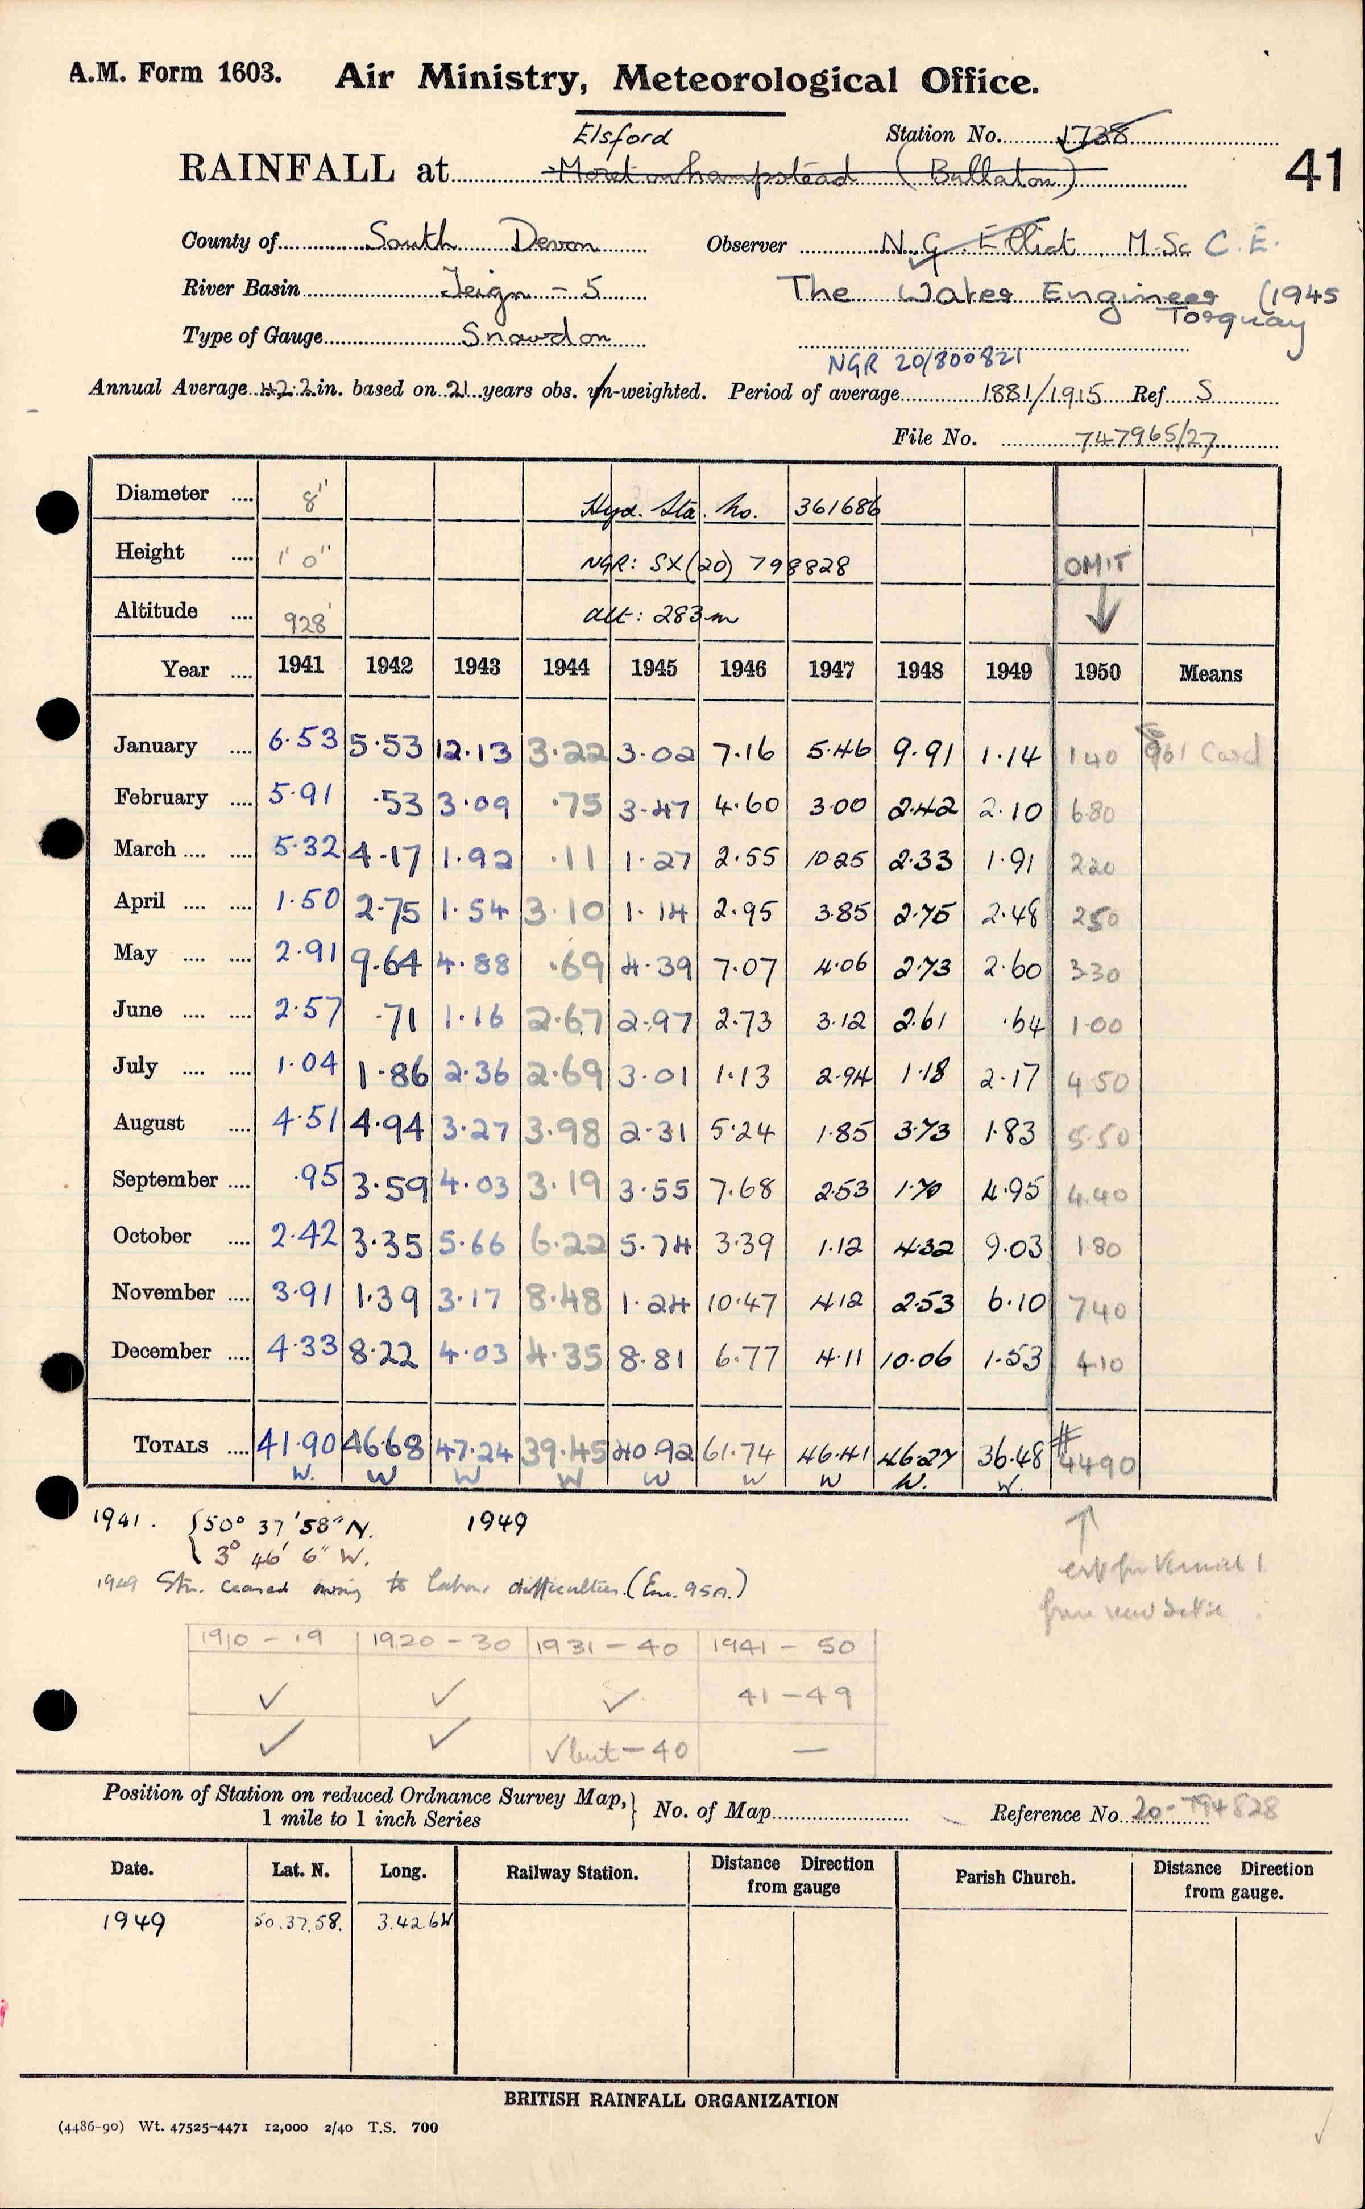 A.M. Form 1603. Air Ministry, Meteorological Office.
Elsford
Station No. 1738
RAINFALL at Moretonhampstead (Bullaton)
41
County of South Devon Observer N.G. Elliot M.Sc C.E.
River Basin Teign - 5 The Water Engineer (1945
Torquay
Type of Gauge Snowdon
NGR 20/800821
Annual Average 42.2 in. based on 21 years obs. un-weighted. Period of average 1881/1915 Ref S
File No. 747965/27
Diameter .... 8" Hyd. Sta. No. 361686
Height .... 1' 0" NGR: SX(20) 798828 OMIT
Altitude .... 928' alt: 283m ↓
Year .... 1941 1942 1943 1944 1945 1946 1947 1948 1949 1950 Means
January .... 6.53 5.53 12.13 3.22 3.02 7.16 5.46 9.91 1.14 140 961 Card
February .... 5.91 .53 3.09 .75 3.47 4.60 3.00 2.42 2.10 680
March .... .... 5.32 4.17 1.92 .11 1.27 2.55 1025 2.33 1.91 220
April .... .... 1.50 2.75 1.54 3.10 1.14 2.95 3.85 2.75 2.48 250
May .... .... 2.91 9.64 4.88 .69 4.39 7.07 4.06 2.73 2.60 330
June .... .... 2.57 .71 1.16 2.67 2.97 2.73 3.12 2.61 .64 1.00
July .... .... 1.04 1.86 2.36 2.69 3.01 1.13 2.94 1.18 2.17 4.50
August .... 4.51 4.94 3.27 3.98 2.31 5.24 1.85 3.73 1.83 5.50
September .... .95 3.59 4.03 3.19 3.55 7.68 2.53 1.70 4.95 4.40
October .... 2.42 3.35 5.66 6.22 5.74 3.39 1.12 4.32 9.03 1.80
November .... 3.91 1.39 3.17 8.48 1.24 10.47 4.12 2.53 6.10 7.40
December .... 4.33 8.22 4.03 4.35 8.81 6.77 4.11 10.06 1.53 4.10
TOTALS .... 41.90 46.68 47.24 39.45 40.92 61.74 46.41 46.27 36.48 # 4490
W. W W W W W W W. W.
1941. { 50° 37' 58" N. 1949
3° 46' 6" W.
1949 Stn. ceased owing to labour difficulties. (Enc. 95A.)
1910 - 19 1920 - 30 1931 - 40 1941 - 50
✓ ✓ ✓ 41 - 49
✓ ✓ ✓ but - 40 —
Position of Station on reduced Ordnance Survey Map,
1 mile to 1 inch Series } No. of Map Reference No. 20-794828
Date. Lat. N. Long. Railway Station. Distance Direction from gauge Parish Church. Distance Direction from gauge.
1949 50.37.58. 3.42 6W
BRITISH RAINFALL ORGANIZATION
(4486-90) Wt. 47525-4471 12,000 2/40 T.S. 700